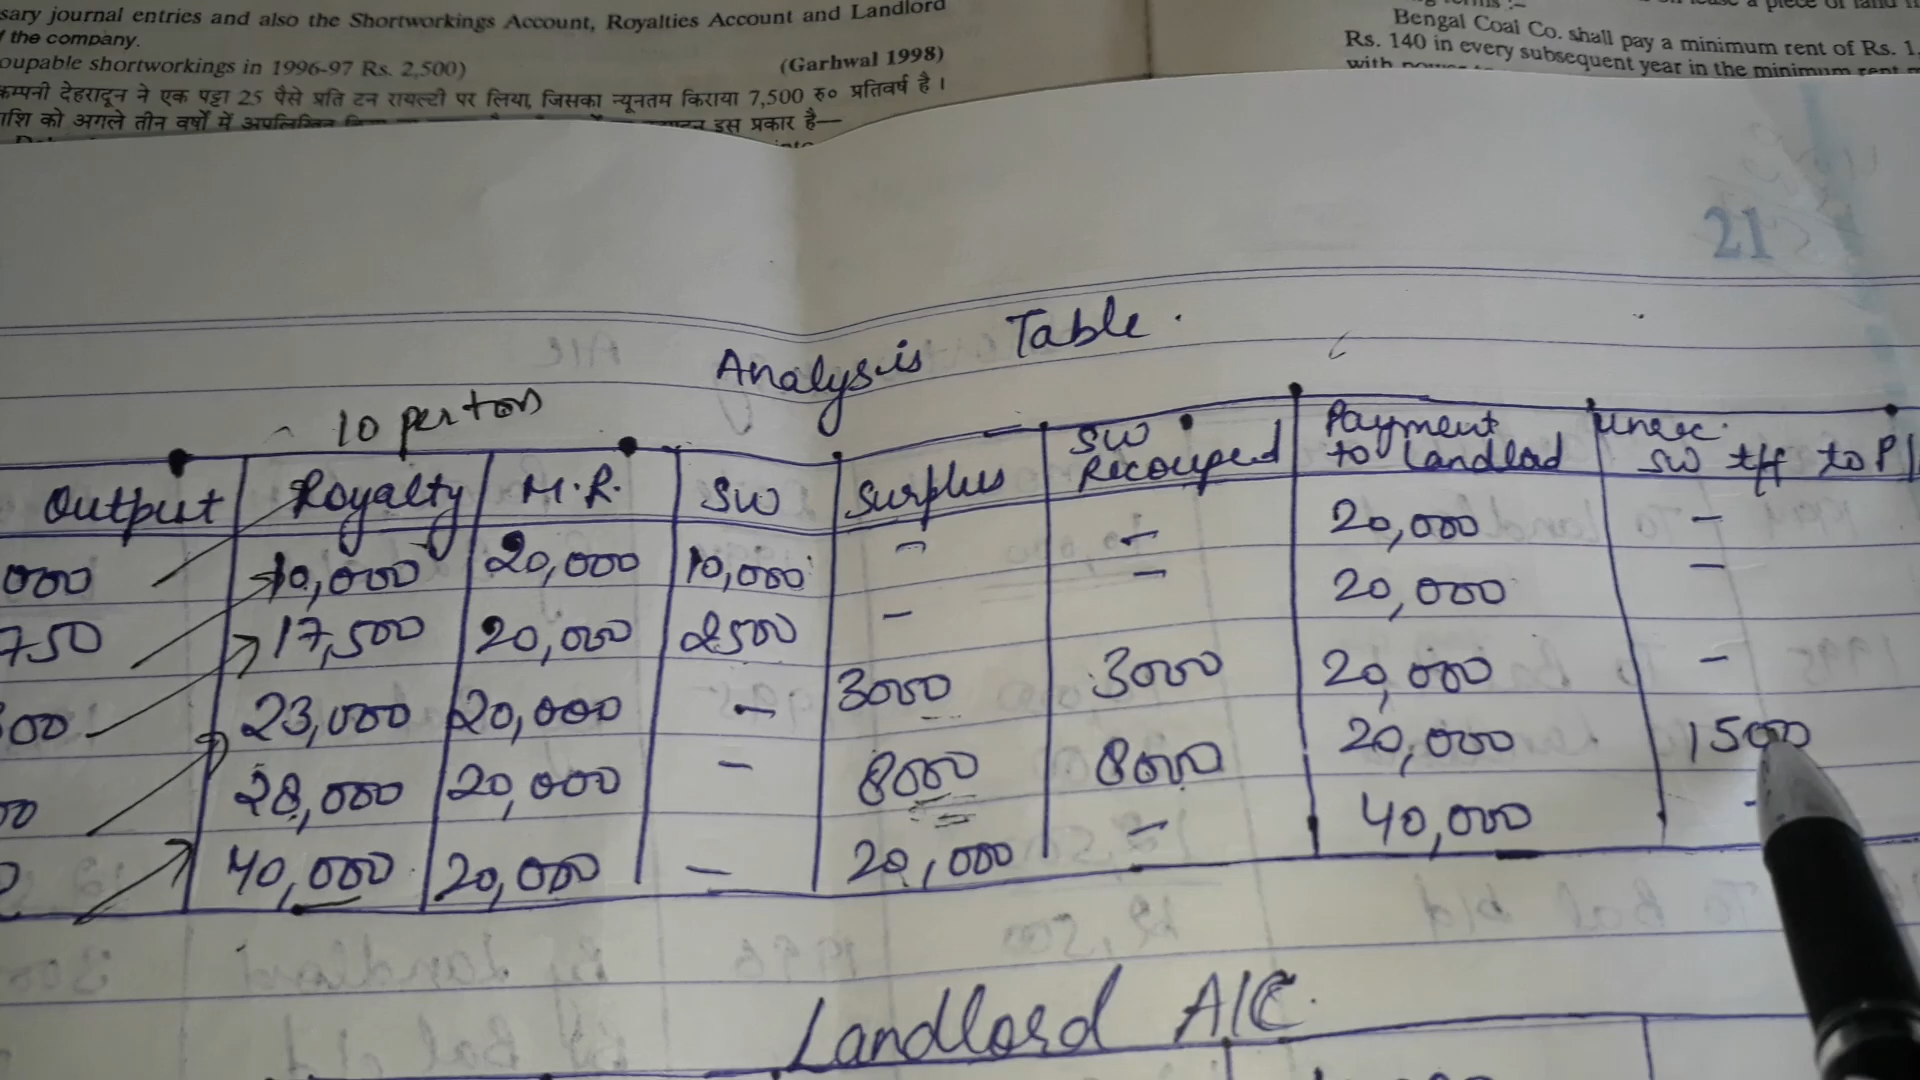 sary journal entries and also the Shortworkings Account, Royalties Account and Landlord
the company.
oupable shortworkings in 1996-97 Rs. 2,500) (Garhwal 1998)
कम्पनी देहरादून ने एक पट्टा 25 पैसे प्रति टन रायल्टी पर लिया, जिसका न्यूनतम किराया 7,500 रु० प्रतिवर्ष है ।
राशि को अगले तीन वर्षों में अपलिखित इस प्रकार है—
Bengal Coal Co. shall pay a minimum rent of Rs. 1.
Rs. 140 in every subsequent year in the minimum rent
with
21
Analysis Table.
10 per ton
Output Royalty M.R. SW Surplus SW Recouped Payment to Landlad unrec. SW tff to P/
000 10,000 20,000 10,000 - - 20,000 -
750 17,500 20,000 2500 - - 20,000 -
00 23,000 20,000 - 3000 3000 20,000 -
00 28,000 20,000 - 8000 8000 20,000 1500
40,000 20,000 - 20,000 - 40,000 -
Landlord A/C.